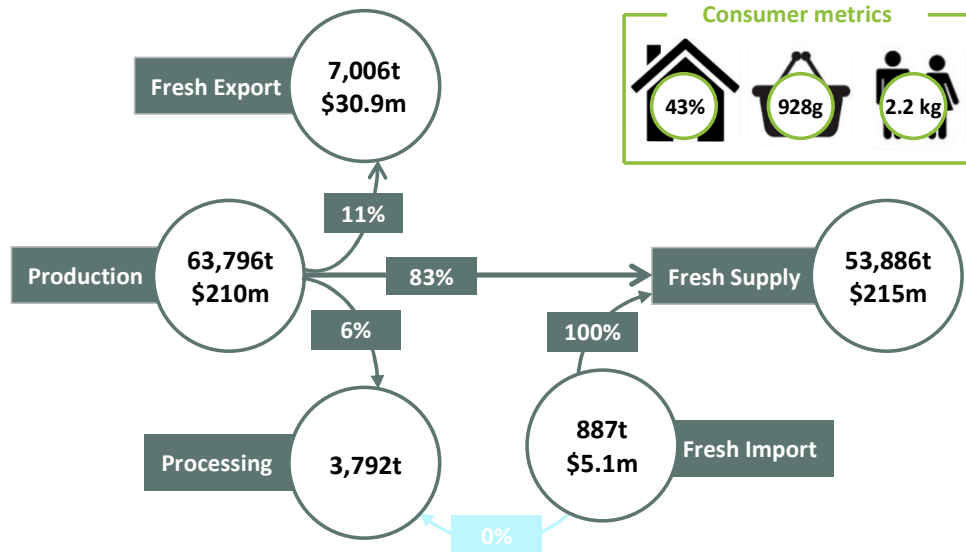 Consumer metrics
43%
928g
2.2 kg
Fresh Export
7,006t
$30.9m
11%
Production
63,796t
$210m
83%
Fresh Supply
53,886t
$215m
6%
100%
Processing
3,792t
887t
$5.1m
Fresh Import
0%